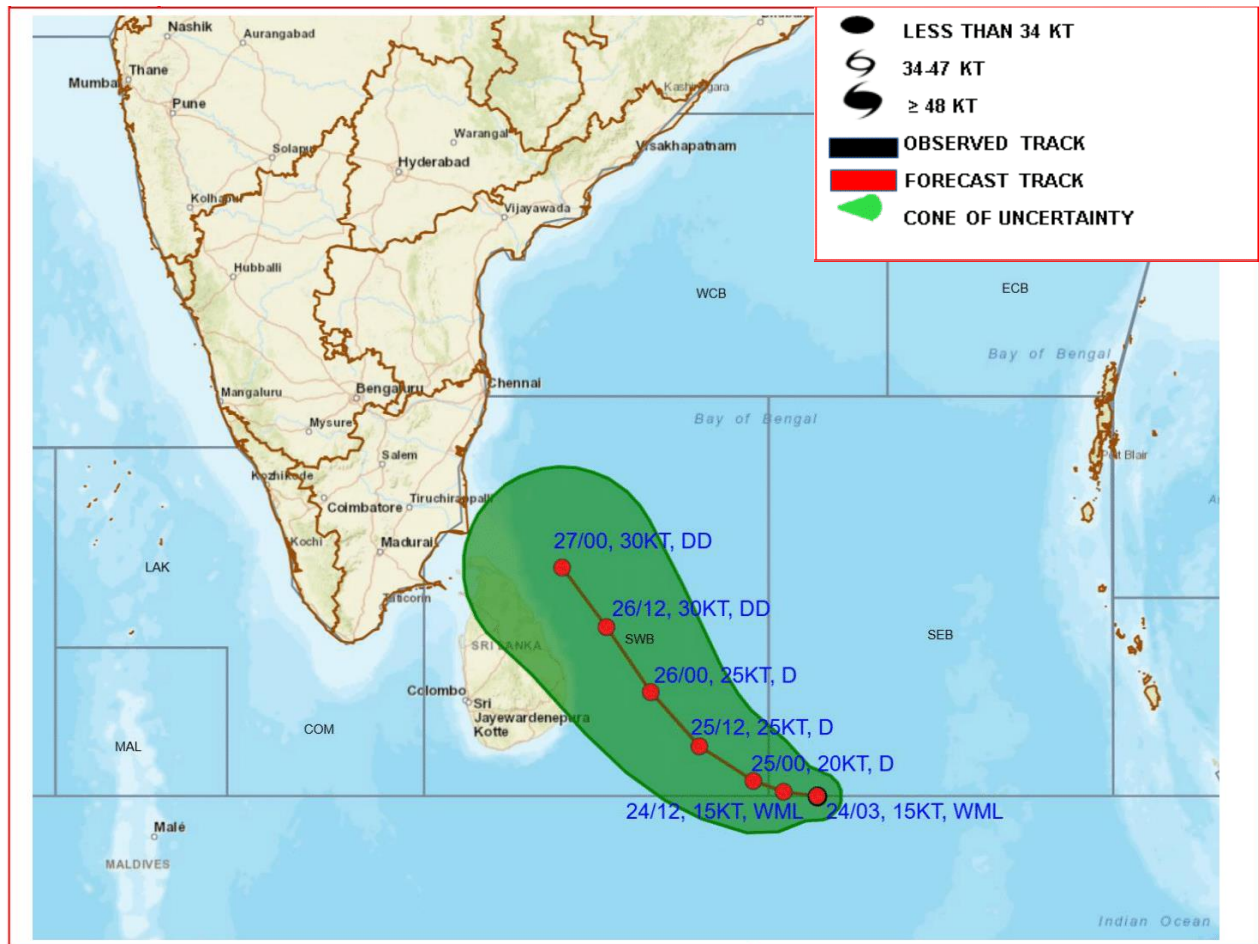 LESS THAN 34 KT
34-47 KT
≥ 48 KT
OBSERVED TRACK
FORECAST TRACK
CONE OF UNCERTAINTY
Nashik
Aurangabad
Mumbai
Thane
Pune
Solapur
Warangal
Hyderabad
Visakhapatnam
Kolhapur
Vijayawada
Hubballi
WCB
ECB
Bay of Bengal
Mangaluru
Bengaluru
Chennai
Bay of Bengal
Mysuru
Salem
Port Blair
Kozhikode
Coimbatore
Tiruchirappalli
Kochi
Madurai
27/00, 30KT, DD
LAK
Tuticorin
26/12, 30KT, DD
SWB
SEB
SRI LANKA
26/00, 25KT, D
Colombo
Sri
Jayewardenepura
Kotte
25/12, 25KT, D
COM
MAL
25/00, 20KT, D
24/12, 15KT, WML
24/03, 15KT, WML
Malé
MALDIVES
Indian Ocean